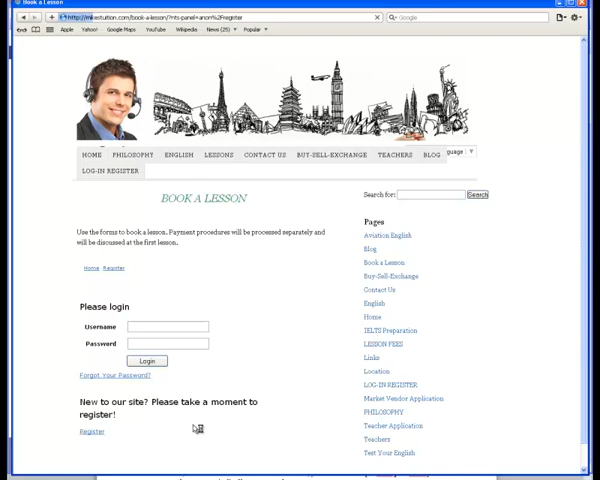 Book a Lesson
http://mikestuition.com/book-a-lesson/?nts-panel=anon%2Fregister
Google
Apple Yahoo! Google Maps YouTube Wikipedia News (25) Popular
HOME PHILOSOPHY ENGLISH LESSONS CONTACT US BUY-SELL-EXCHANGE TEACHERS BLOG
LOG-IN REGISTER
BOOK A LESSON
Use the forms to book a lesson. Payment procedures will be processed separately and
will be discussed at the first lesson.
Home Register
Please login
Username
Password
Login
Forgot Your Password?
New to our site? Please take a moment to
register!
Register
Search for: Search
Pages
Aviation English
Blog
Book a Lesson
Buy-Sell-Exchange
Contact Us
English
Home
IELTS Preparation
LESSON FEES
Links
Location
LOG-IN REGISTER
Market Vendor Application
PHILOSOPHY
Teacher Application
Teachers
Test Your English